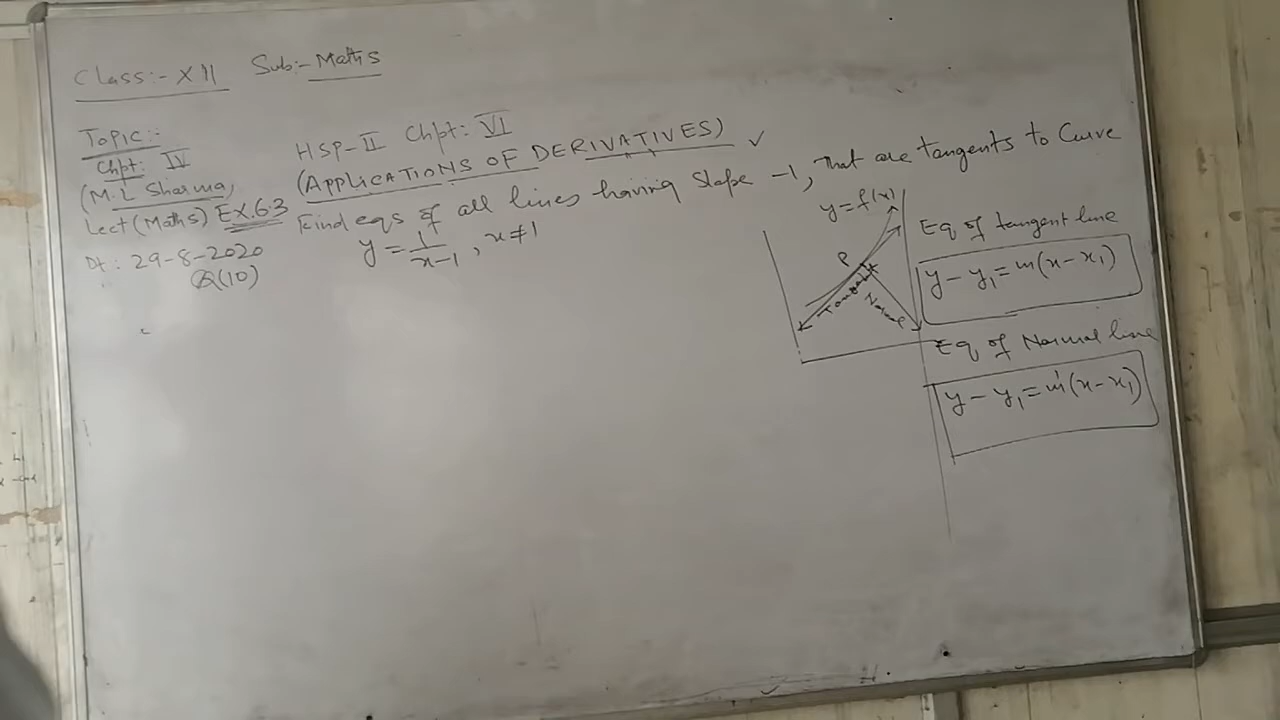 Class:- XII Sub:- Maths
Topic:-
Chpt: IV
(M.L Sharma,
Lect (Maths) EX.6.3
Dt: 29-8-2020
Q(10)
HSP-II Chpt: VI
(APPLICATIONS OF DERIVATIVES) ✓
Find eqs of all lines having Slope -1, That are tangents to Curve
y = 1/(x-1), x ≠ 1
y = f(x)
P
Tangent
Normal
Eq of tangent line
y - y₁ = m(x - x₁)
Eq of Normal line
y - y₁ = m'(x - x₁)